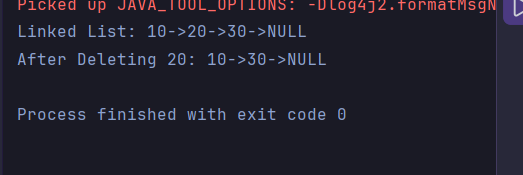 Picked up JAVA_TOOL_OPTIONS: -Dlog4j2.formatMsgN
Linked List: 10->20->30->NULL
After Deleting 20: 10->30->NULL
Process finished with exit code 0